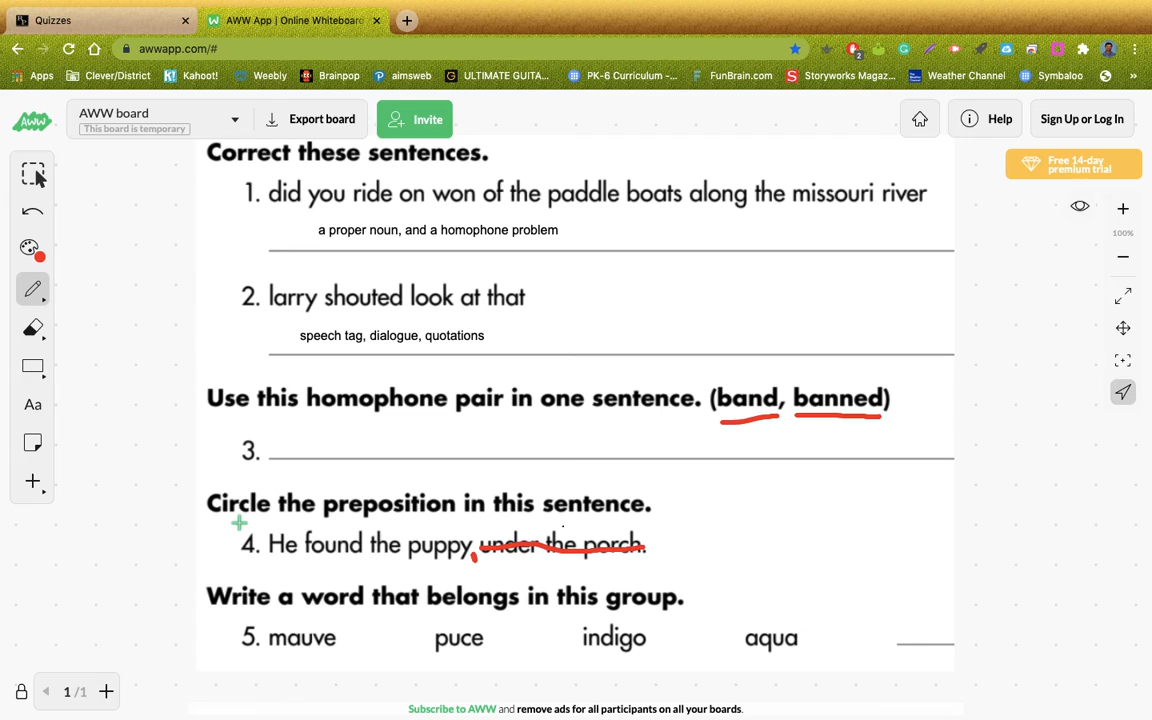 Quizzes
AWW App | Online Whiteboard
awwapp.com/#
2
Apps Clever/District Kahoot! Weebly Brainpop aimsweb ULTIMATE GUITA... PK-6 Curriculum -... FunBrain.com Storyworks Magaz... Weather Channel Symbaloo »
AWW
AWW board
This board is temporary
Export board
Invite
Help
Sign Up or Log In
Free 14-day
premium trial
100%
Aa
Correct these sentences.
1. did you ride on won of the paddle boats along the missouri river
a proper noun, and a homophone problem
2. larry shouted look at that
speech tag, dialogue, quotations
Use this homophone pair in one sentence. (band, banned)
3.
Circle the preposition in this sentence.
4. He found the puppy, under the porch.
Write a word that belongs in this group.
5. mauve puce indigo aqua
1 /1
Subscribe to AWW and remove ads for all participants on all your boards.